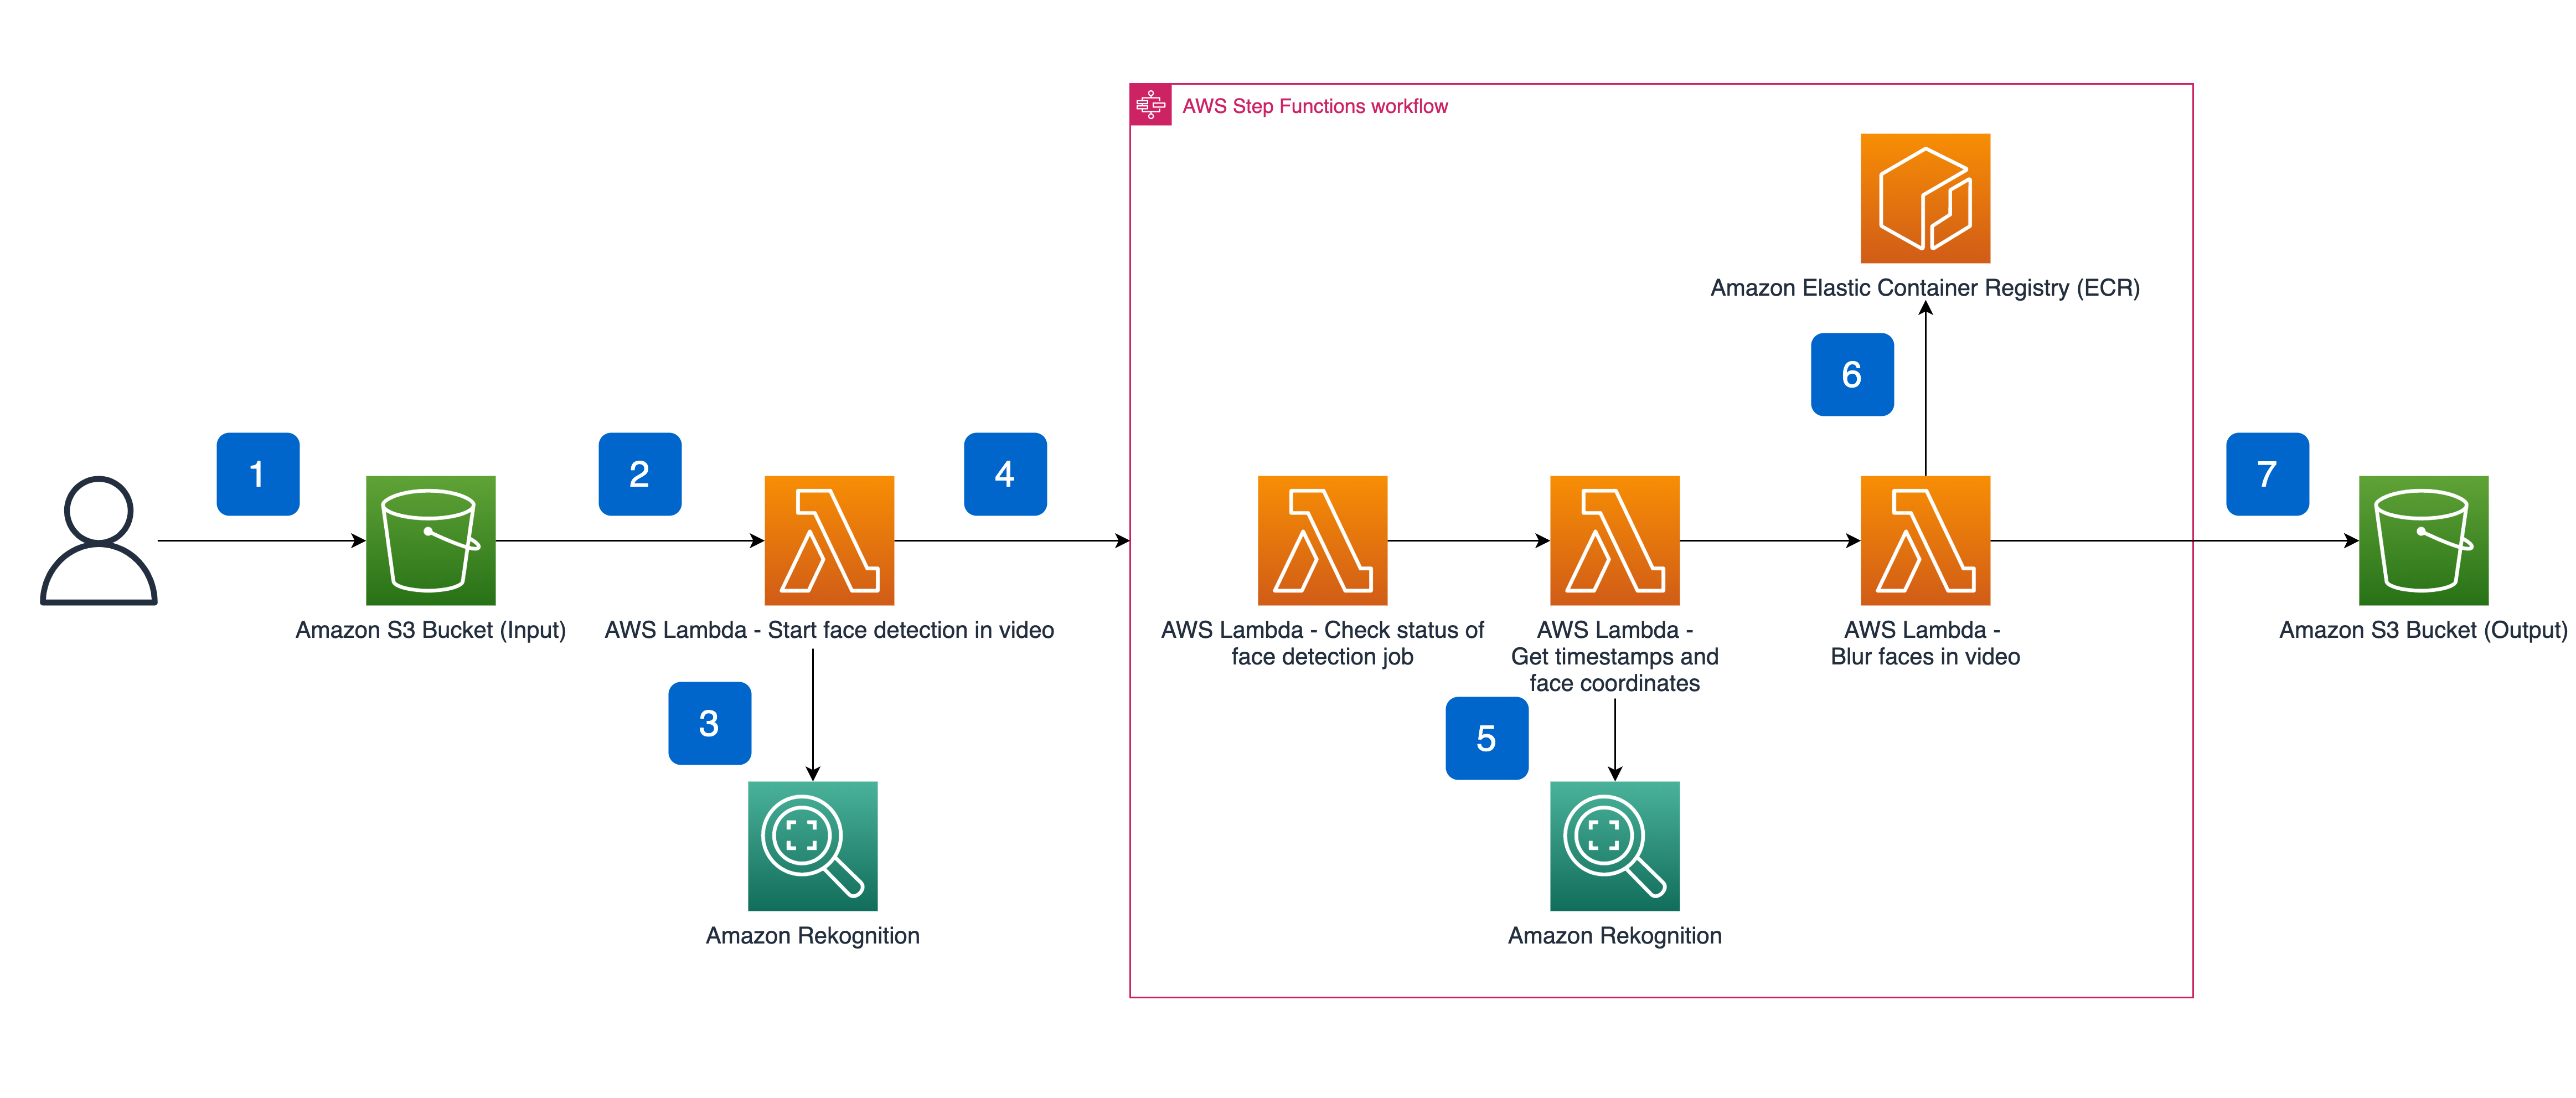 AWS Step Functions workflow
Amazon Elastic Container Registry (ECR)
6
1
2
4
7
Amazon S3 Bucket (Input)
AWS Lambda - Start face detection in video
AWS Lambda - Check status of
face detection job
AWS Lambda -
Get timestamps and
face coordinates
AWS Lambda -
Blur faces in video
Amazon S3 Bucket (Output)
3
5
Amazon Rekognition
Amazon Rekognition